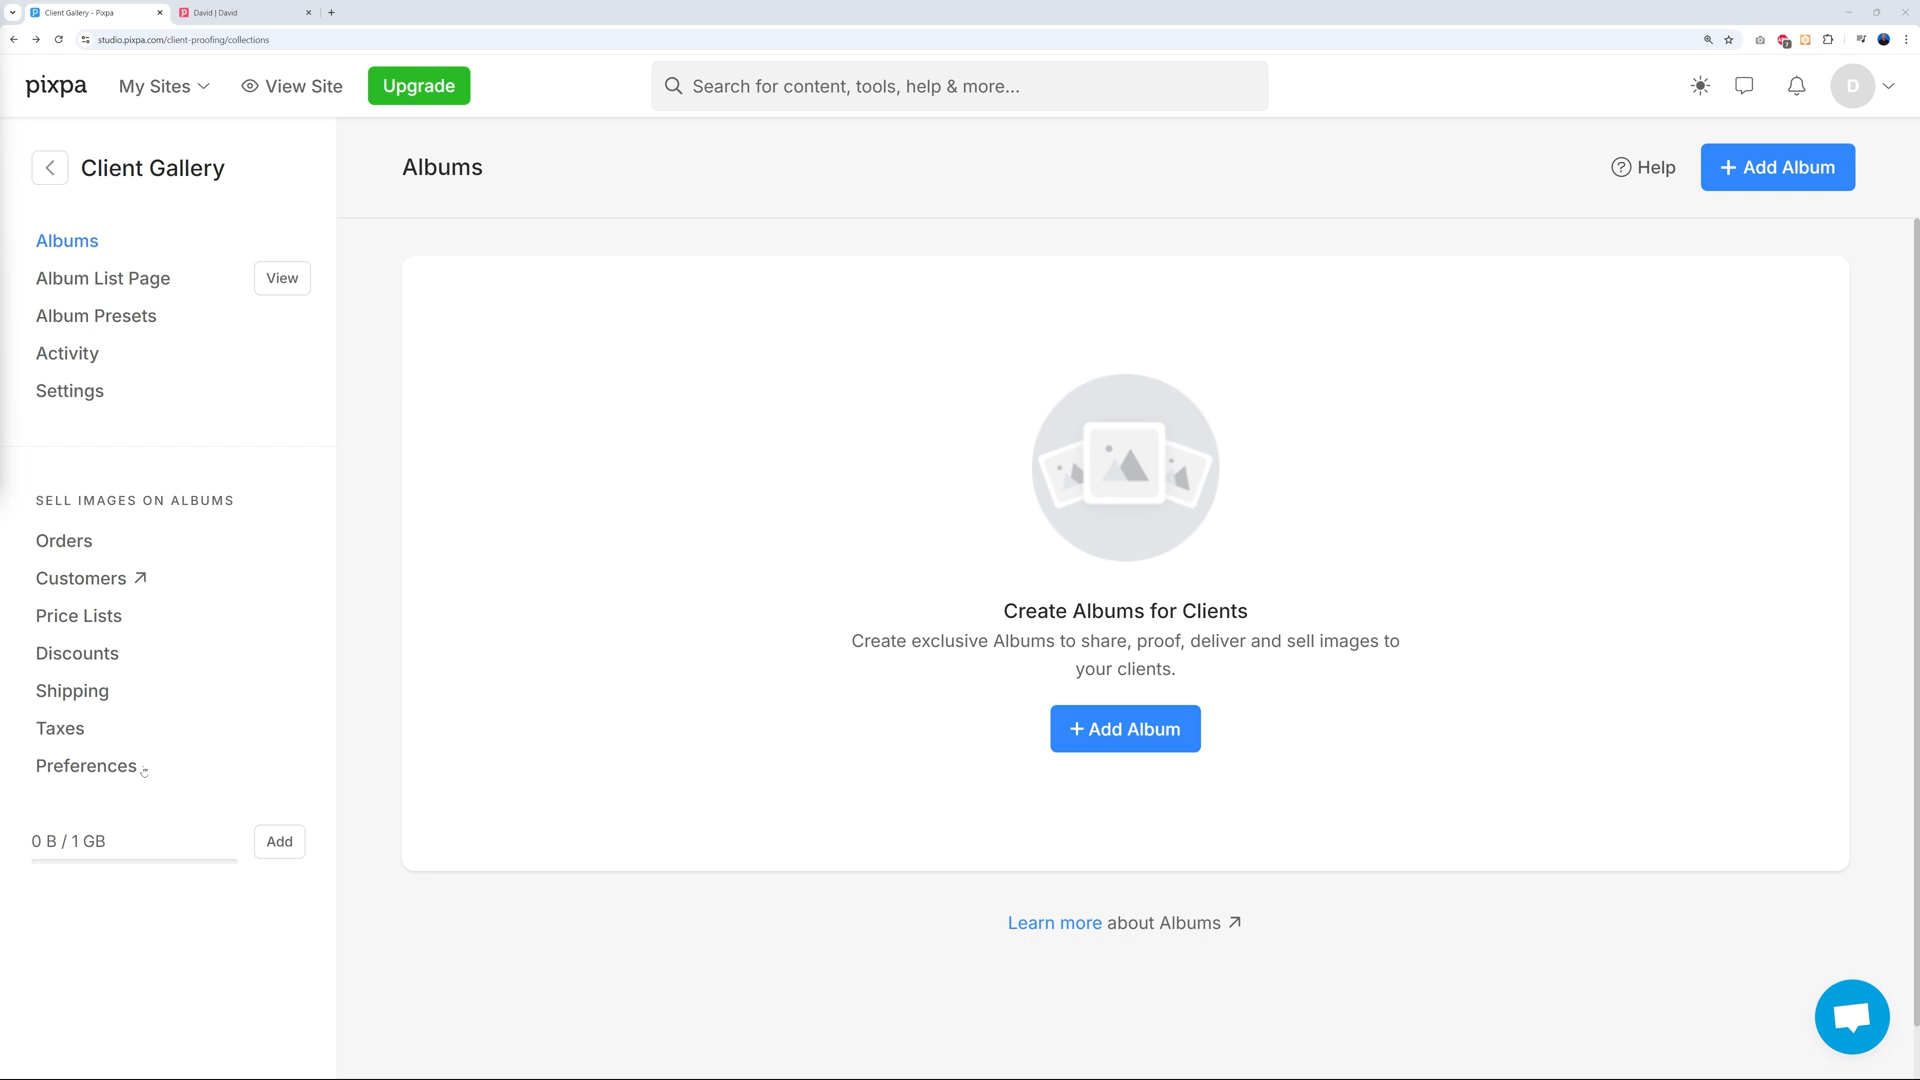 Client Gallery - Pixpa
David | David
studio.pixpa.com/client-proofing/collections
7
pixpa
My Sites
View Site
Upgrade
Search for content, tools, help & more...
D
Client Gallery
Albums
Help
+ Add Album
Albums
Album List Page
View
Album Presets
Activity
Settings
SELL IMAGES ON ALBUMS
Orders
Customers
Price Lists
Discounts
Shipping
Taxes
Preferences
0 B / 1 GB
Add
Create Albums for Clients
Create exclusive Albums to share, proof, deliver and sell images to
your clients.
+ Add Album
Learn more about Albums